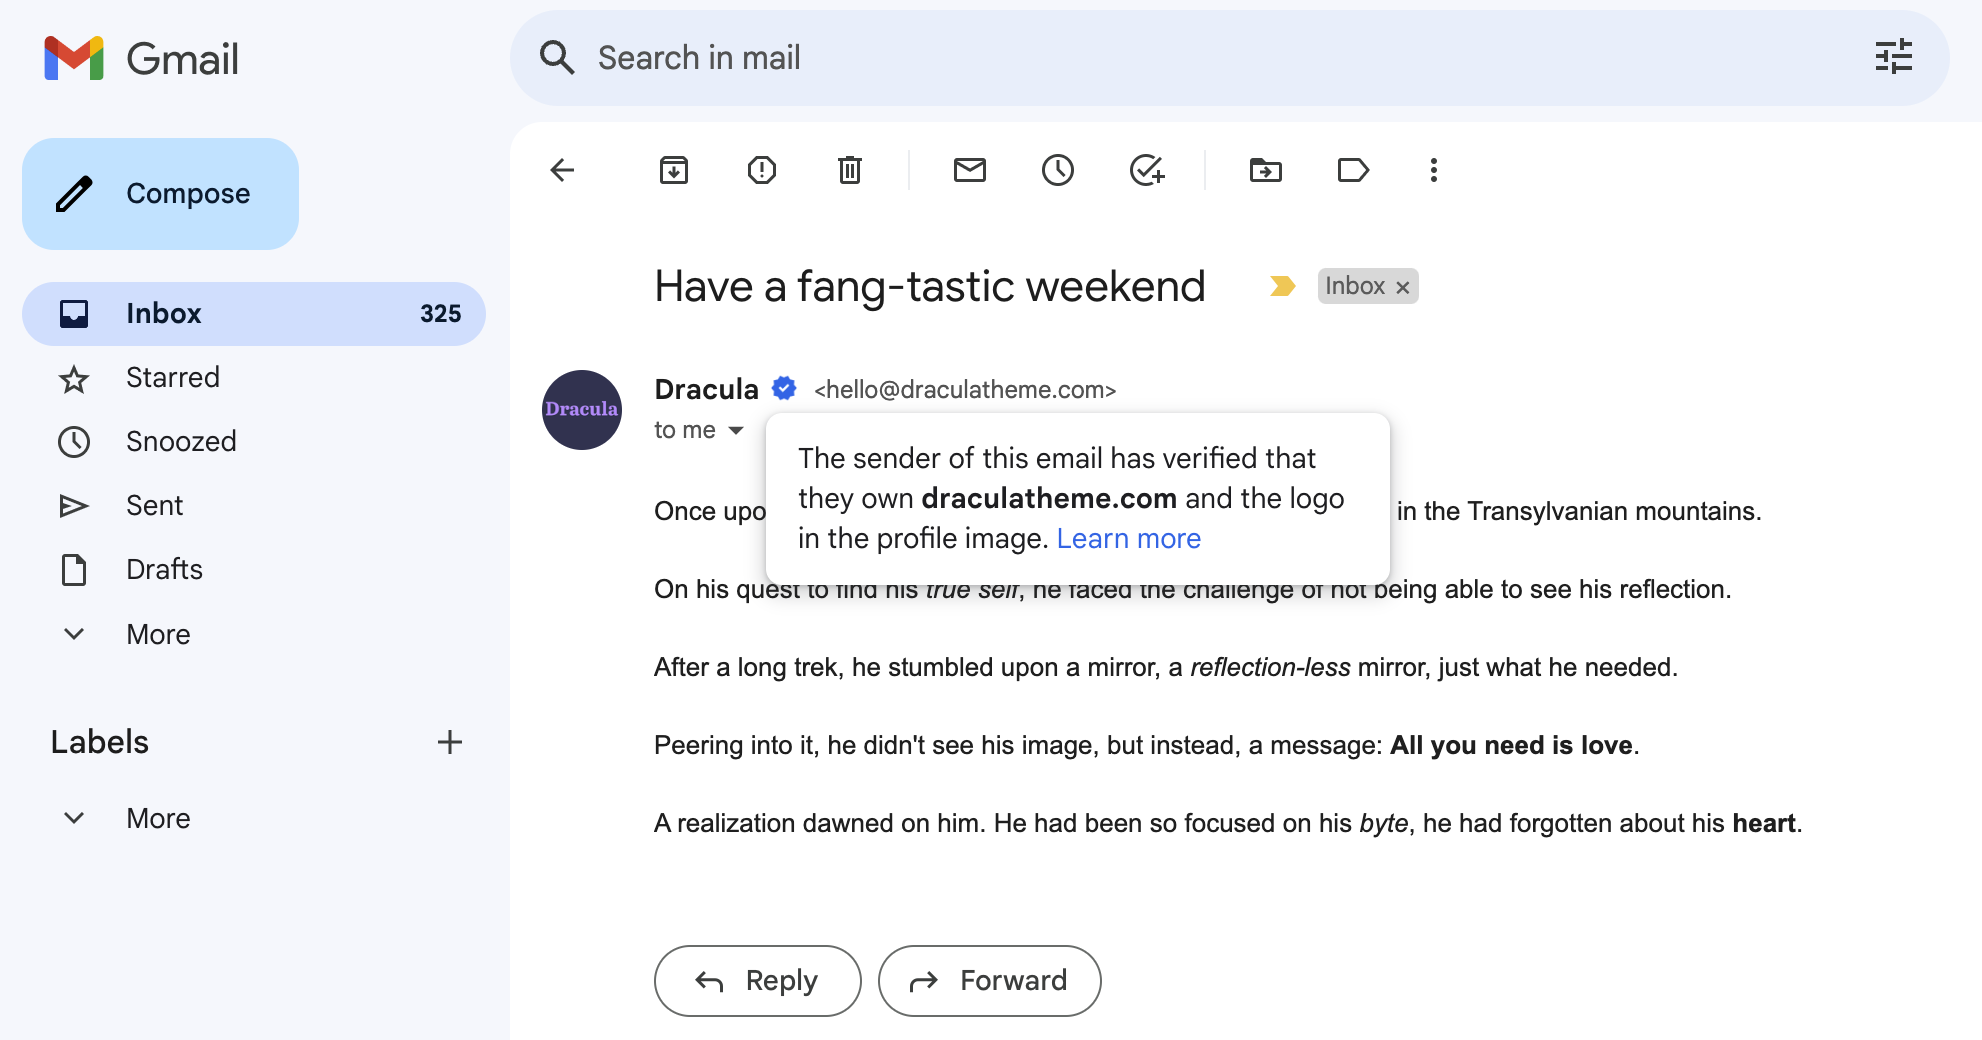 Gmail
Search in mail
Compose
Inbox 325
Starred
Snoozed
Sent
Drafts
More
Labels
More
Have a fang-tastic weekend
Inbox ×
Dracula
Dracula <hello@draculatheme.com>
to me
The sender of this email has verified that
they own draculatheme.com and the logo
in the profile image. Learn more
Once upo in the Transylvanian mountains.
On his quest to find his true self, he faced the challenge of not being able to see his reflection.
After a long trek, he stumbled upon a mirror, a reflection-less mirror, just what he needed.
Peering into it, he didn't see his image, but instead, a message: All you need is love.
A realization dawned on him. He had been so focused on his byte, he had forgotten about his heart.
Reply
Forward